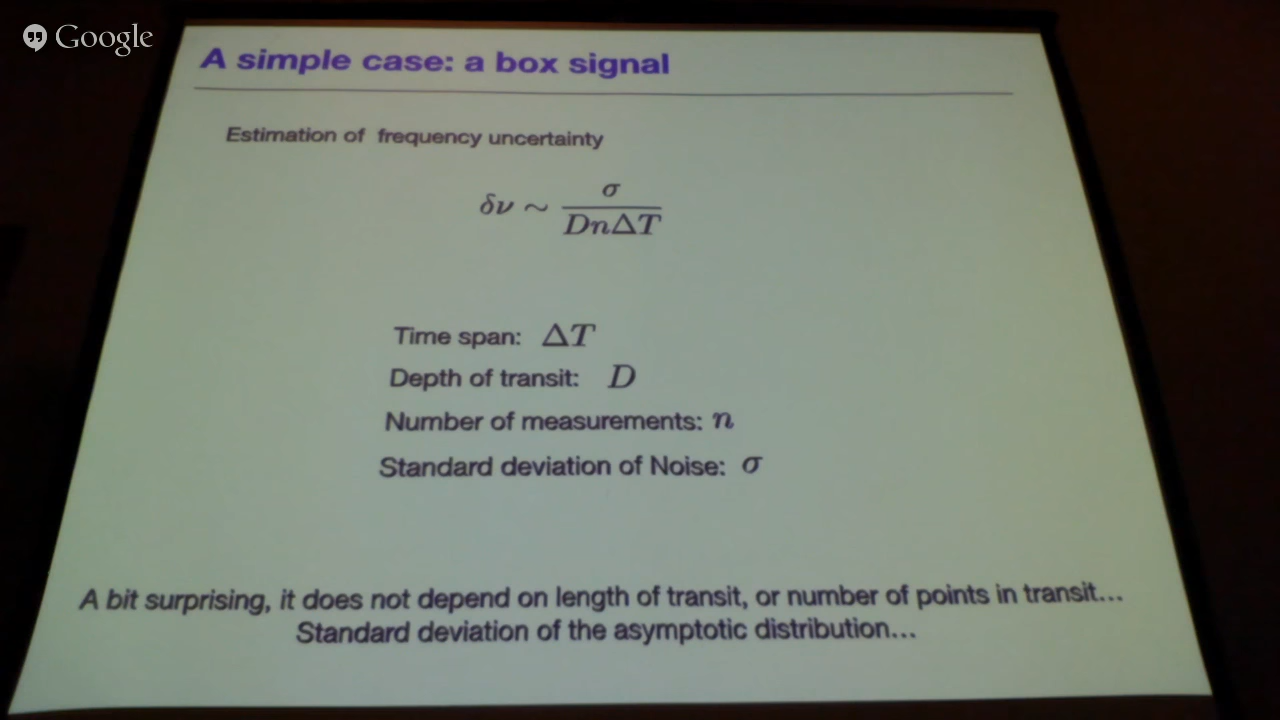 Google
A simple case: a box signal
Estimation of frequency uncertainty
δν ~ σ / DnΔT
Time span: ΔT
Depth of transit: D
Number of measurements: n
Standard deviation of Noise: σ
A bit surprising, it does not depend on length of transit, or number of points in transit...
Standard deviation of the asymptotic distribution...